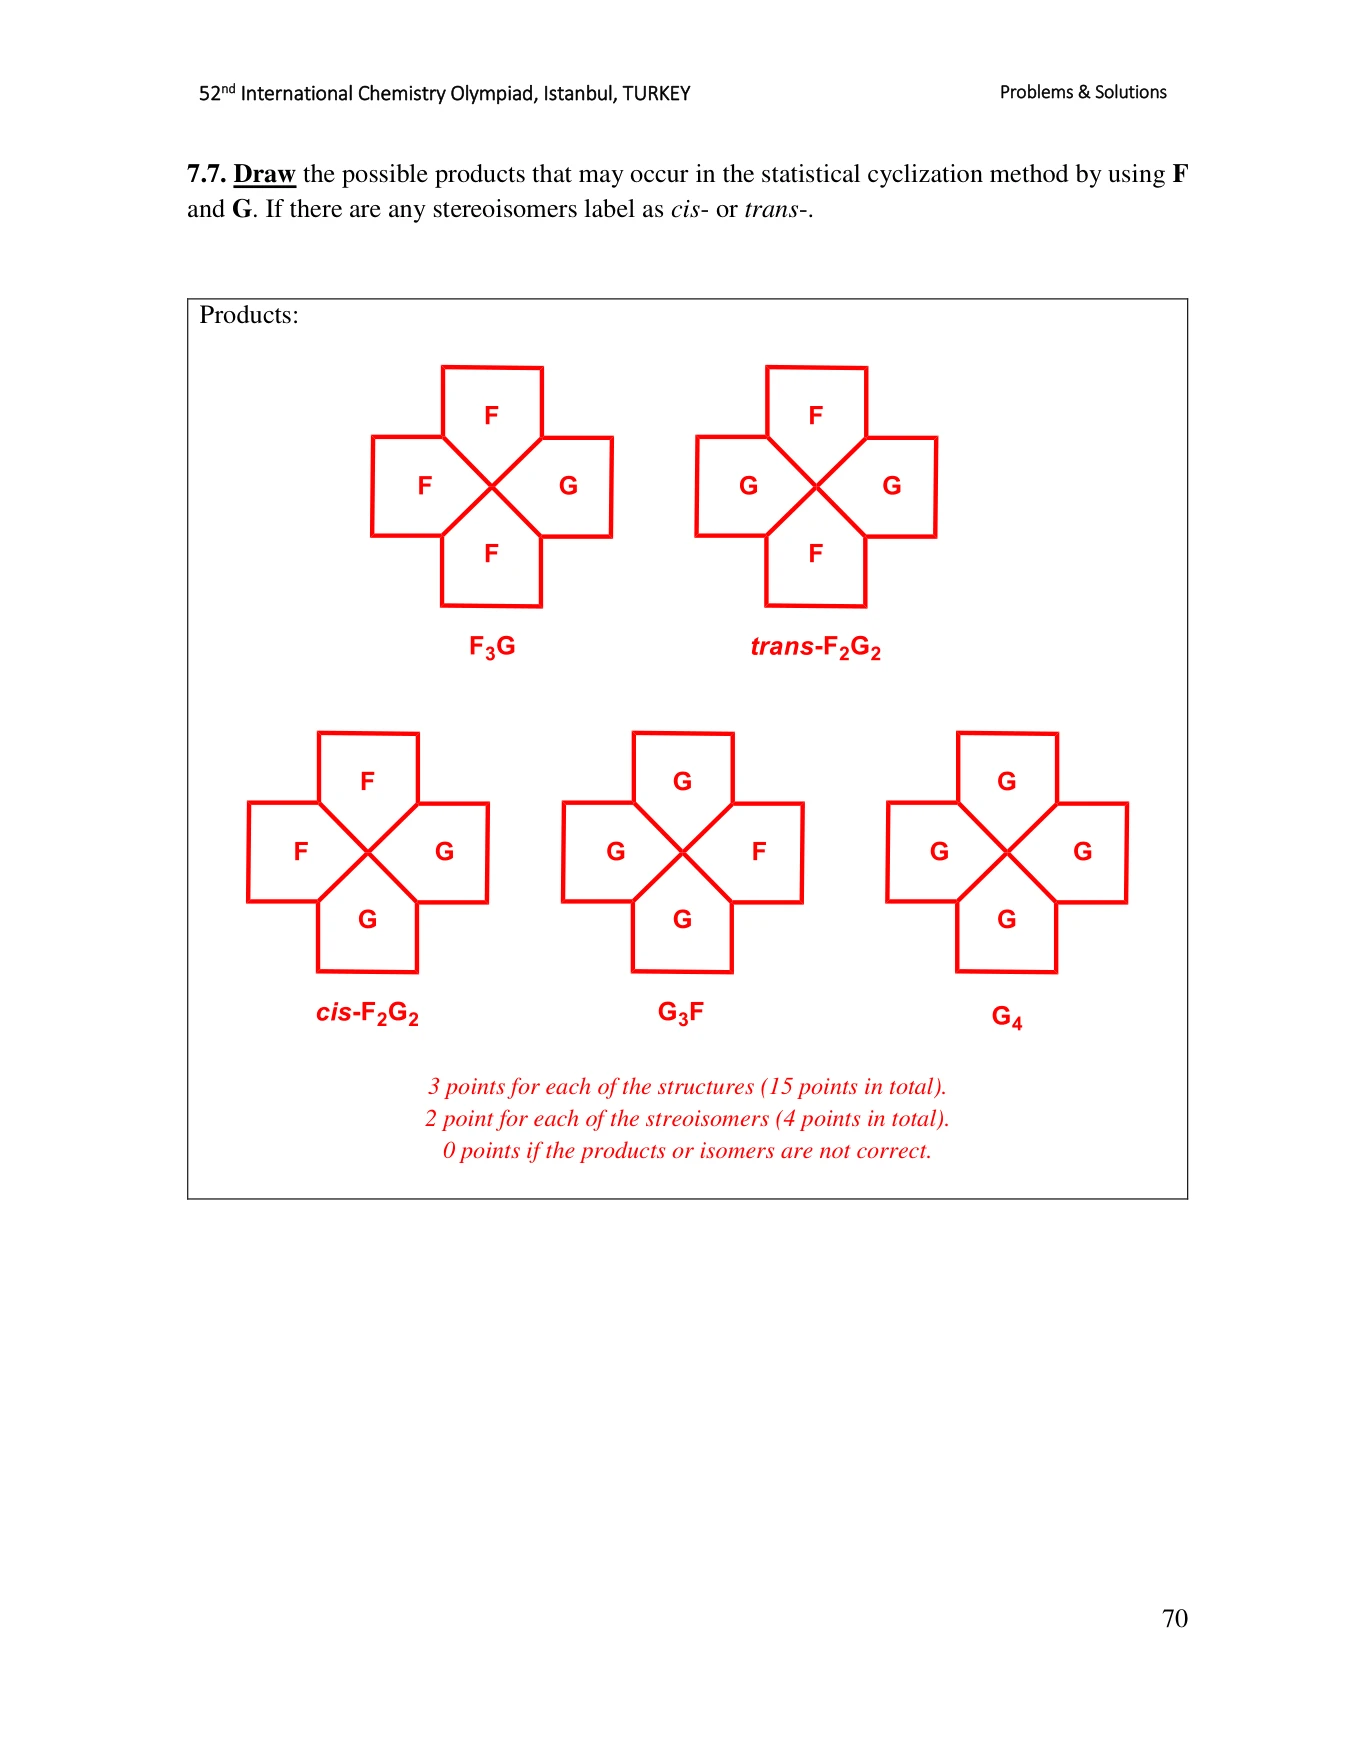 52nd International Chemistry Olympiad, Istanbul, TURKEY Problems & Solutions
7.7. Draw the possible products that may occur in the statistical cyclization method by using F
and G. If there are any stereoisomers label as cis- or trans-.
Products:
F F
F G G G
F F
F3G trans-F2G2
F G G
F G G F G G
G G G
cis-F2G2 G3F G4
3 points for each of the structures (15 points in total).
2 point for each of the streoisomers (4 points in total).
0 points if the products or isomers are not correct.
70